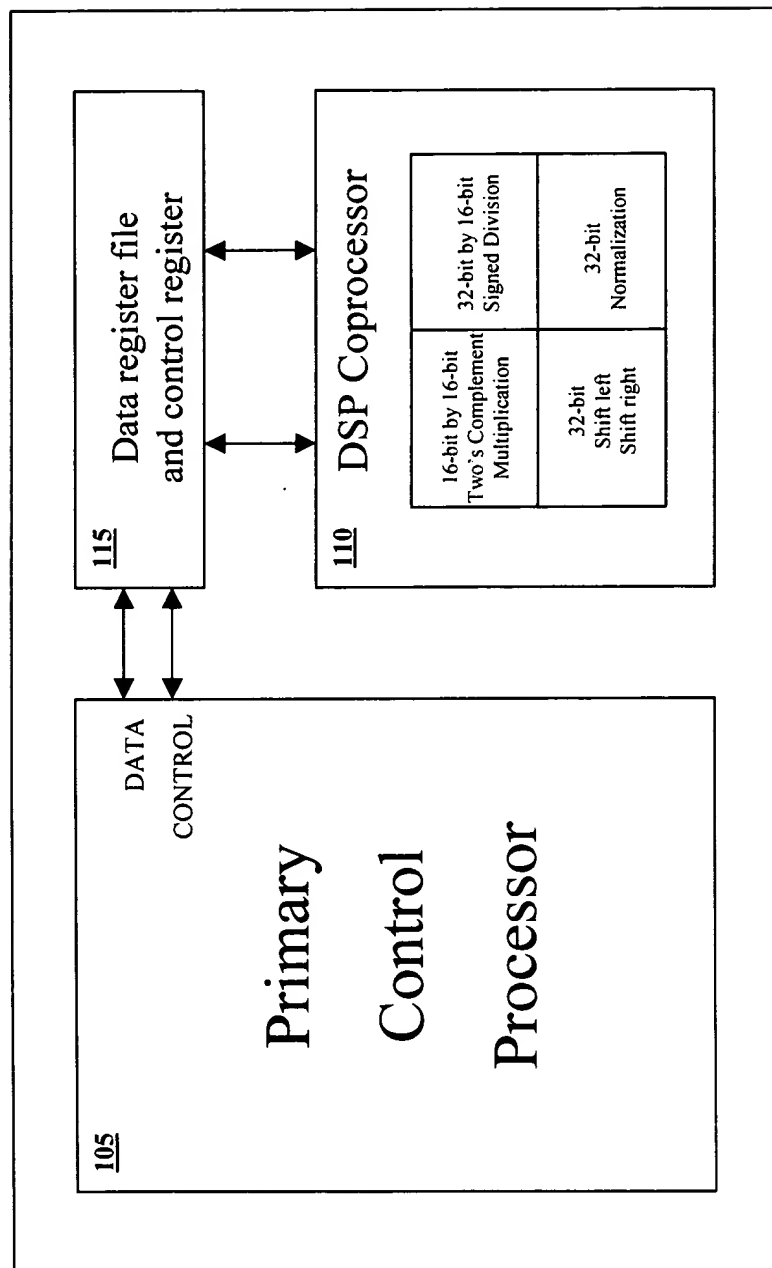 105
Primary
Control
Processor
DATA
CONTROL
115
Data register file
and control register
110
DSP Coprocessor
16-bit by 16-bit
Two's Complement
Multiplication
32-bit by 16-bit
Signed Division
32-bit
Shift left
Shift right
32-bit
Normalization